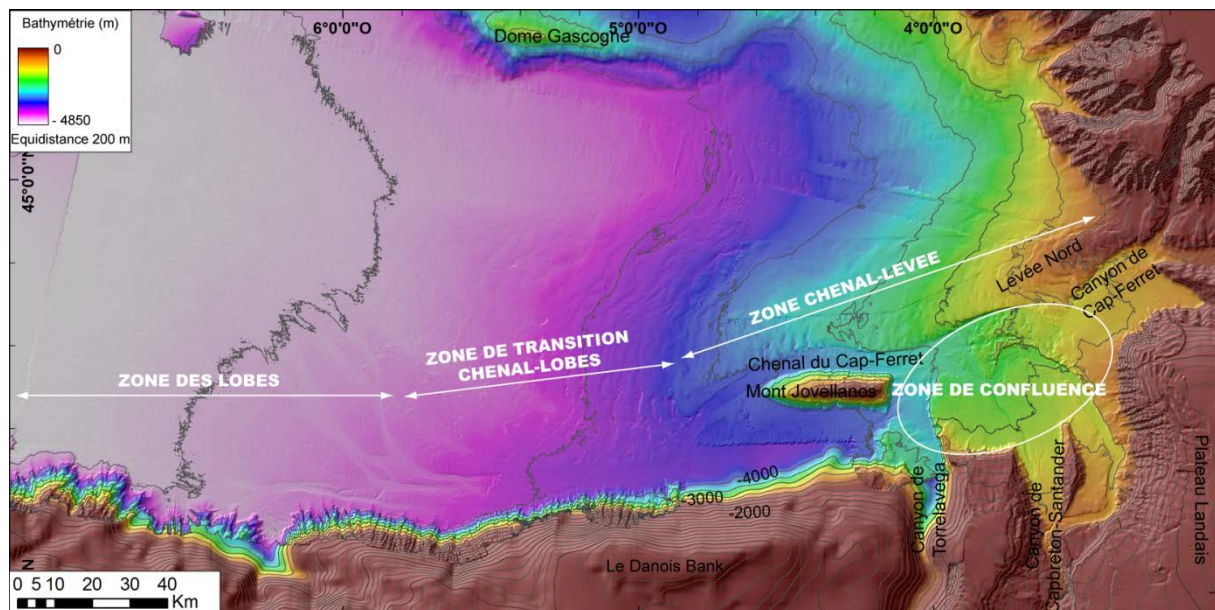 Bathymétrie (m)
0
- 4850
Equidistance 200 m
6°0'0"O
5°0'0"O
4°0'0"O
45°0'0"N
Dome Gascogne
Levée Nord
Canyon de
Cap-Ferret
ZONE CHENAL-LEVEE
ZONE DE TRANSITION
CHENAL-LOBES
ZONE DES LOBES
Chenal du Cap-Ferret
Mont Jovellanes
ZONE DE CONFLUENCE
-4000
-3000
-2000
Canyon de
Torrelavega
Canyon de
Capbreton-Santander
Plateau Landais
Le Danois Bank
N
0 5 10 20 30 40
Km